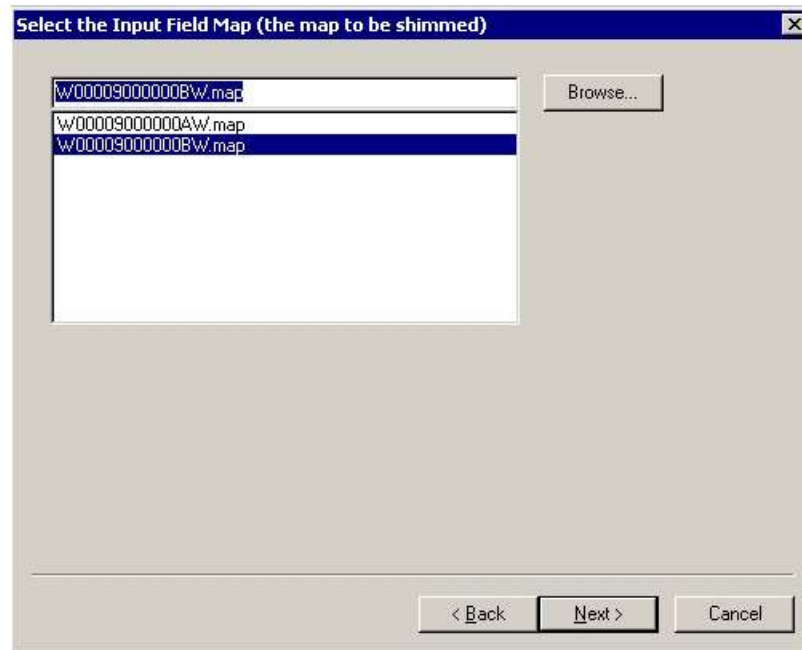 Select the Input Field Map (the map to be shimmed)
W00009000000BW.map
Browse...
W00009000000AW.map
W00009000000BW.map
< Back
Next >
Cancel